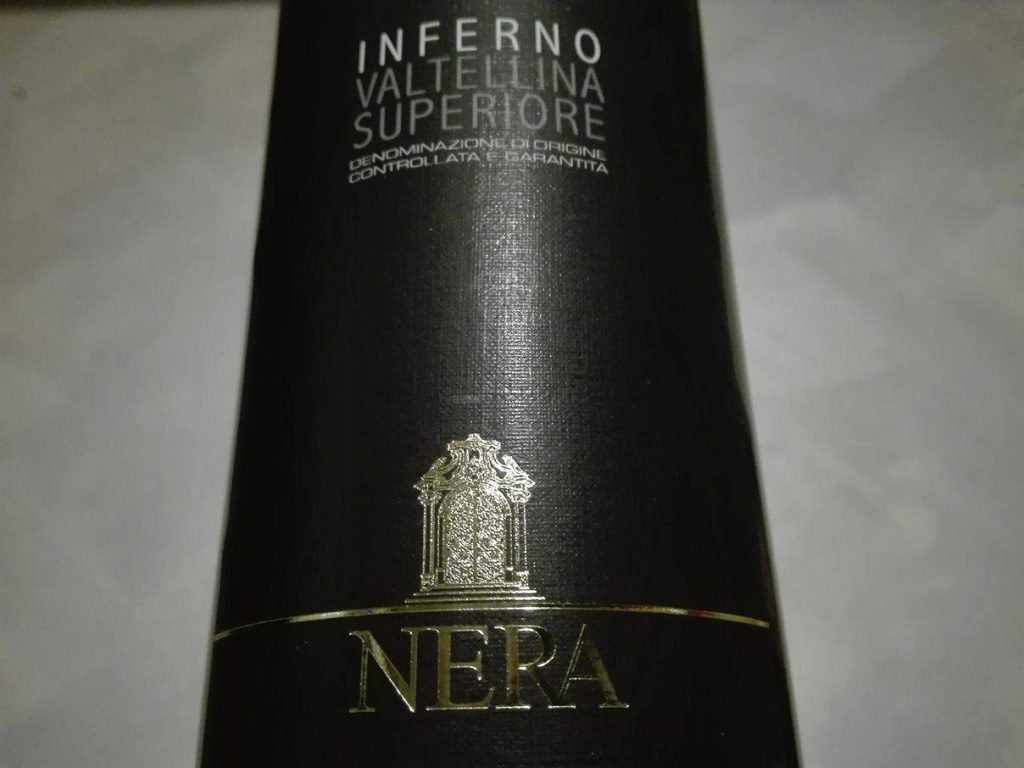 INFERNO
VALTELLINA
SUPERIORE
DENOMINAZIONE DI ORIGINE
CONTROLLATA E GARANTITA
NERA